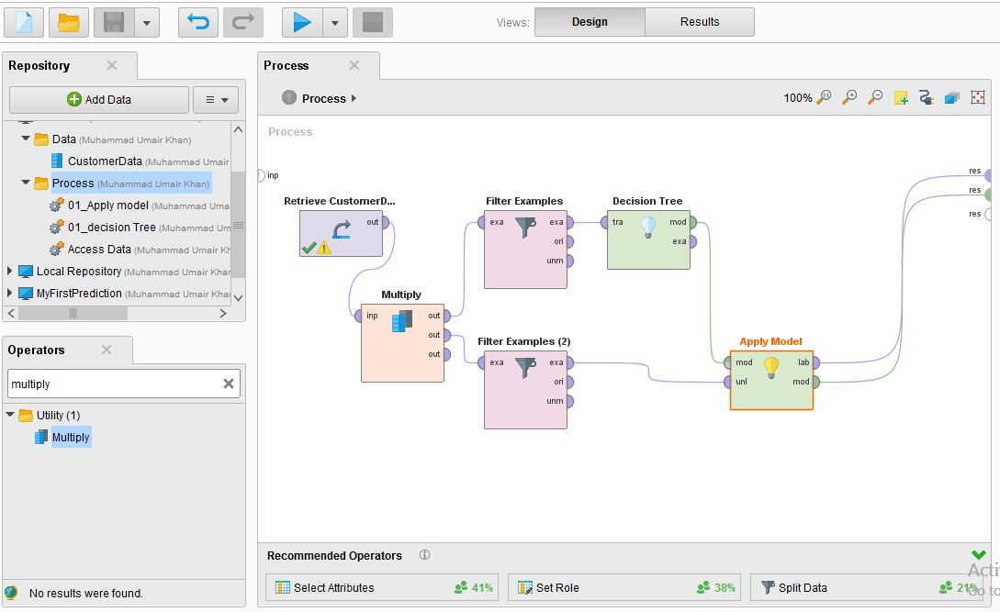 Views:
Design
Results
Repository
Process
Add Data
Process
100%
Data (Muhammad Umair Khan)
CustomerData (Muhammad Umair
Process (Muhammad Umair Khan)
01_Apply model (Muhammad Uma
01_decision Tree (Muhammad Um
Access Data (Muhammad Umair Kh
Local Repository (Muhammad Umair Khan
MyFirstPrediction (Muhammad Umair Khan
Process
inp
res
res
res
Retrieve CustomerD...
out
Filter Examples
exa
exa
ori
unm
Decision Tree
tra
mod
exa
Multiply
inp
out
out
out
Filter Examples (2)
exa
exa
ori
unm
Apply Model
mod
lab
unl
mod
Operators
multiply
Utility (1)
Multiply
No results were found.
Recommended Operators
Select Attributes
41%
Set Role
38%
Split Data
21%
Acti
Go to